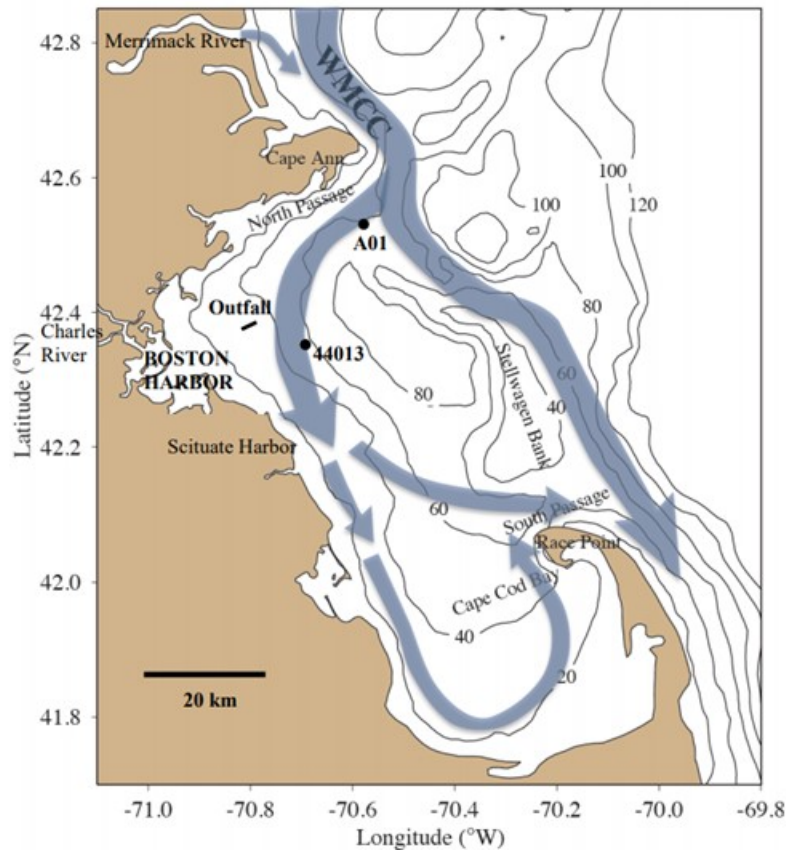 42.8
Merrimack River
WMCC
42.6
Cape Ann
100
100
120
North Passage
A01
42.4
Outfall
80
Charles
River
44013
BOSTON
HARBOR
80
Stellwagen Bank
60
40
42.2
Scituate Harbor
60
South Passage
Race Point
42.0
Cape Cod Bay
40
20
20 km
41.8
-71.0
-70.8
-70.6
-70.4
-70.2
-70.0
-69.8
Latitude (°N)
Longitude (°W)